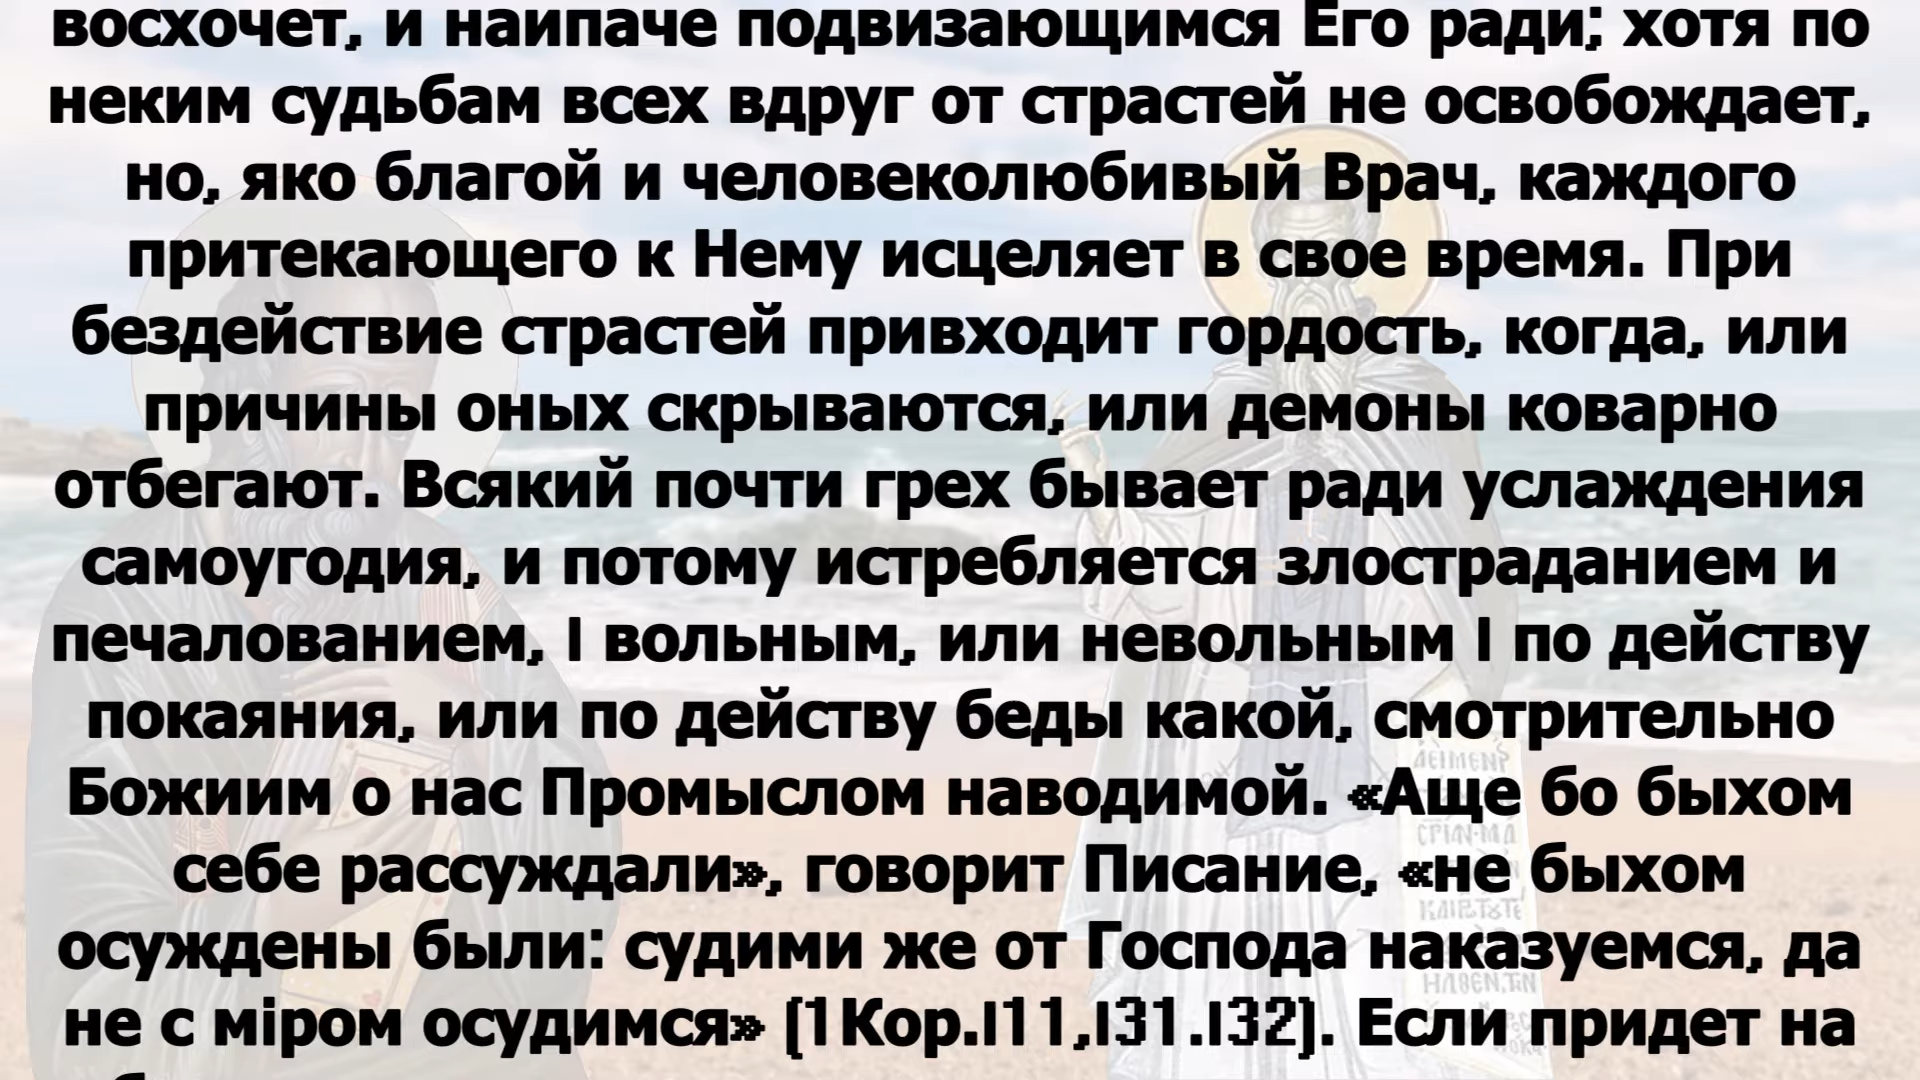 восхочет, и наипаче подвизающимся Его ради; хотя по
неким судьбам всех вдруг от страстей не освобождает,
но, яко благой и человеколюбивый Врач, каждого
притекающего к Нему исцеляет в свое время. При
бездействие страстей привходит гордость, когда, или
причины оных скрываются, или демоны коварно
отбегают. Всякий почти грех бывает ради услаждения
самоугодия, и потому истребляется злостраданием и
печалованием, | вольным, или невольным | по действу
покаяния, или по действу беды какой, смотрительно
Божиим о нас Промыслом наводимой. «Аще бо быхом
себе рассуждали», говорит Писание, «не быхом
осуждены были: судими же от Господа наказуемся, да
не с мiром осудимся» (1Кор.|11,|31.|32). Если придет на